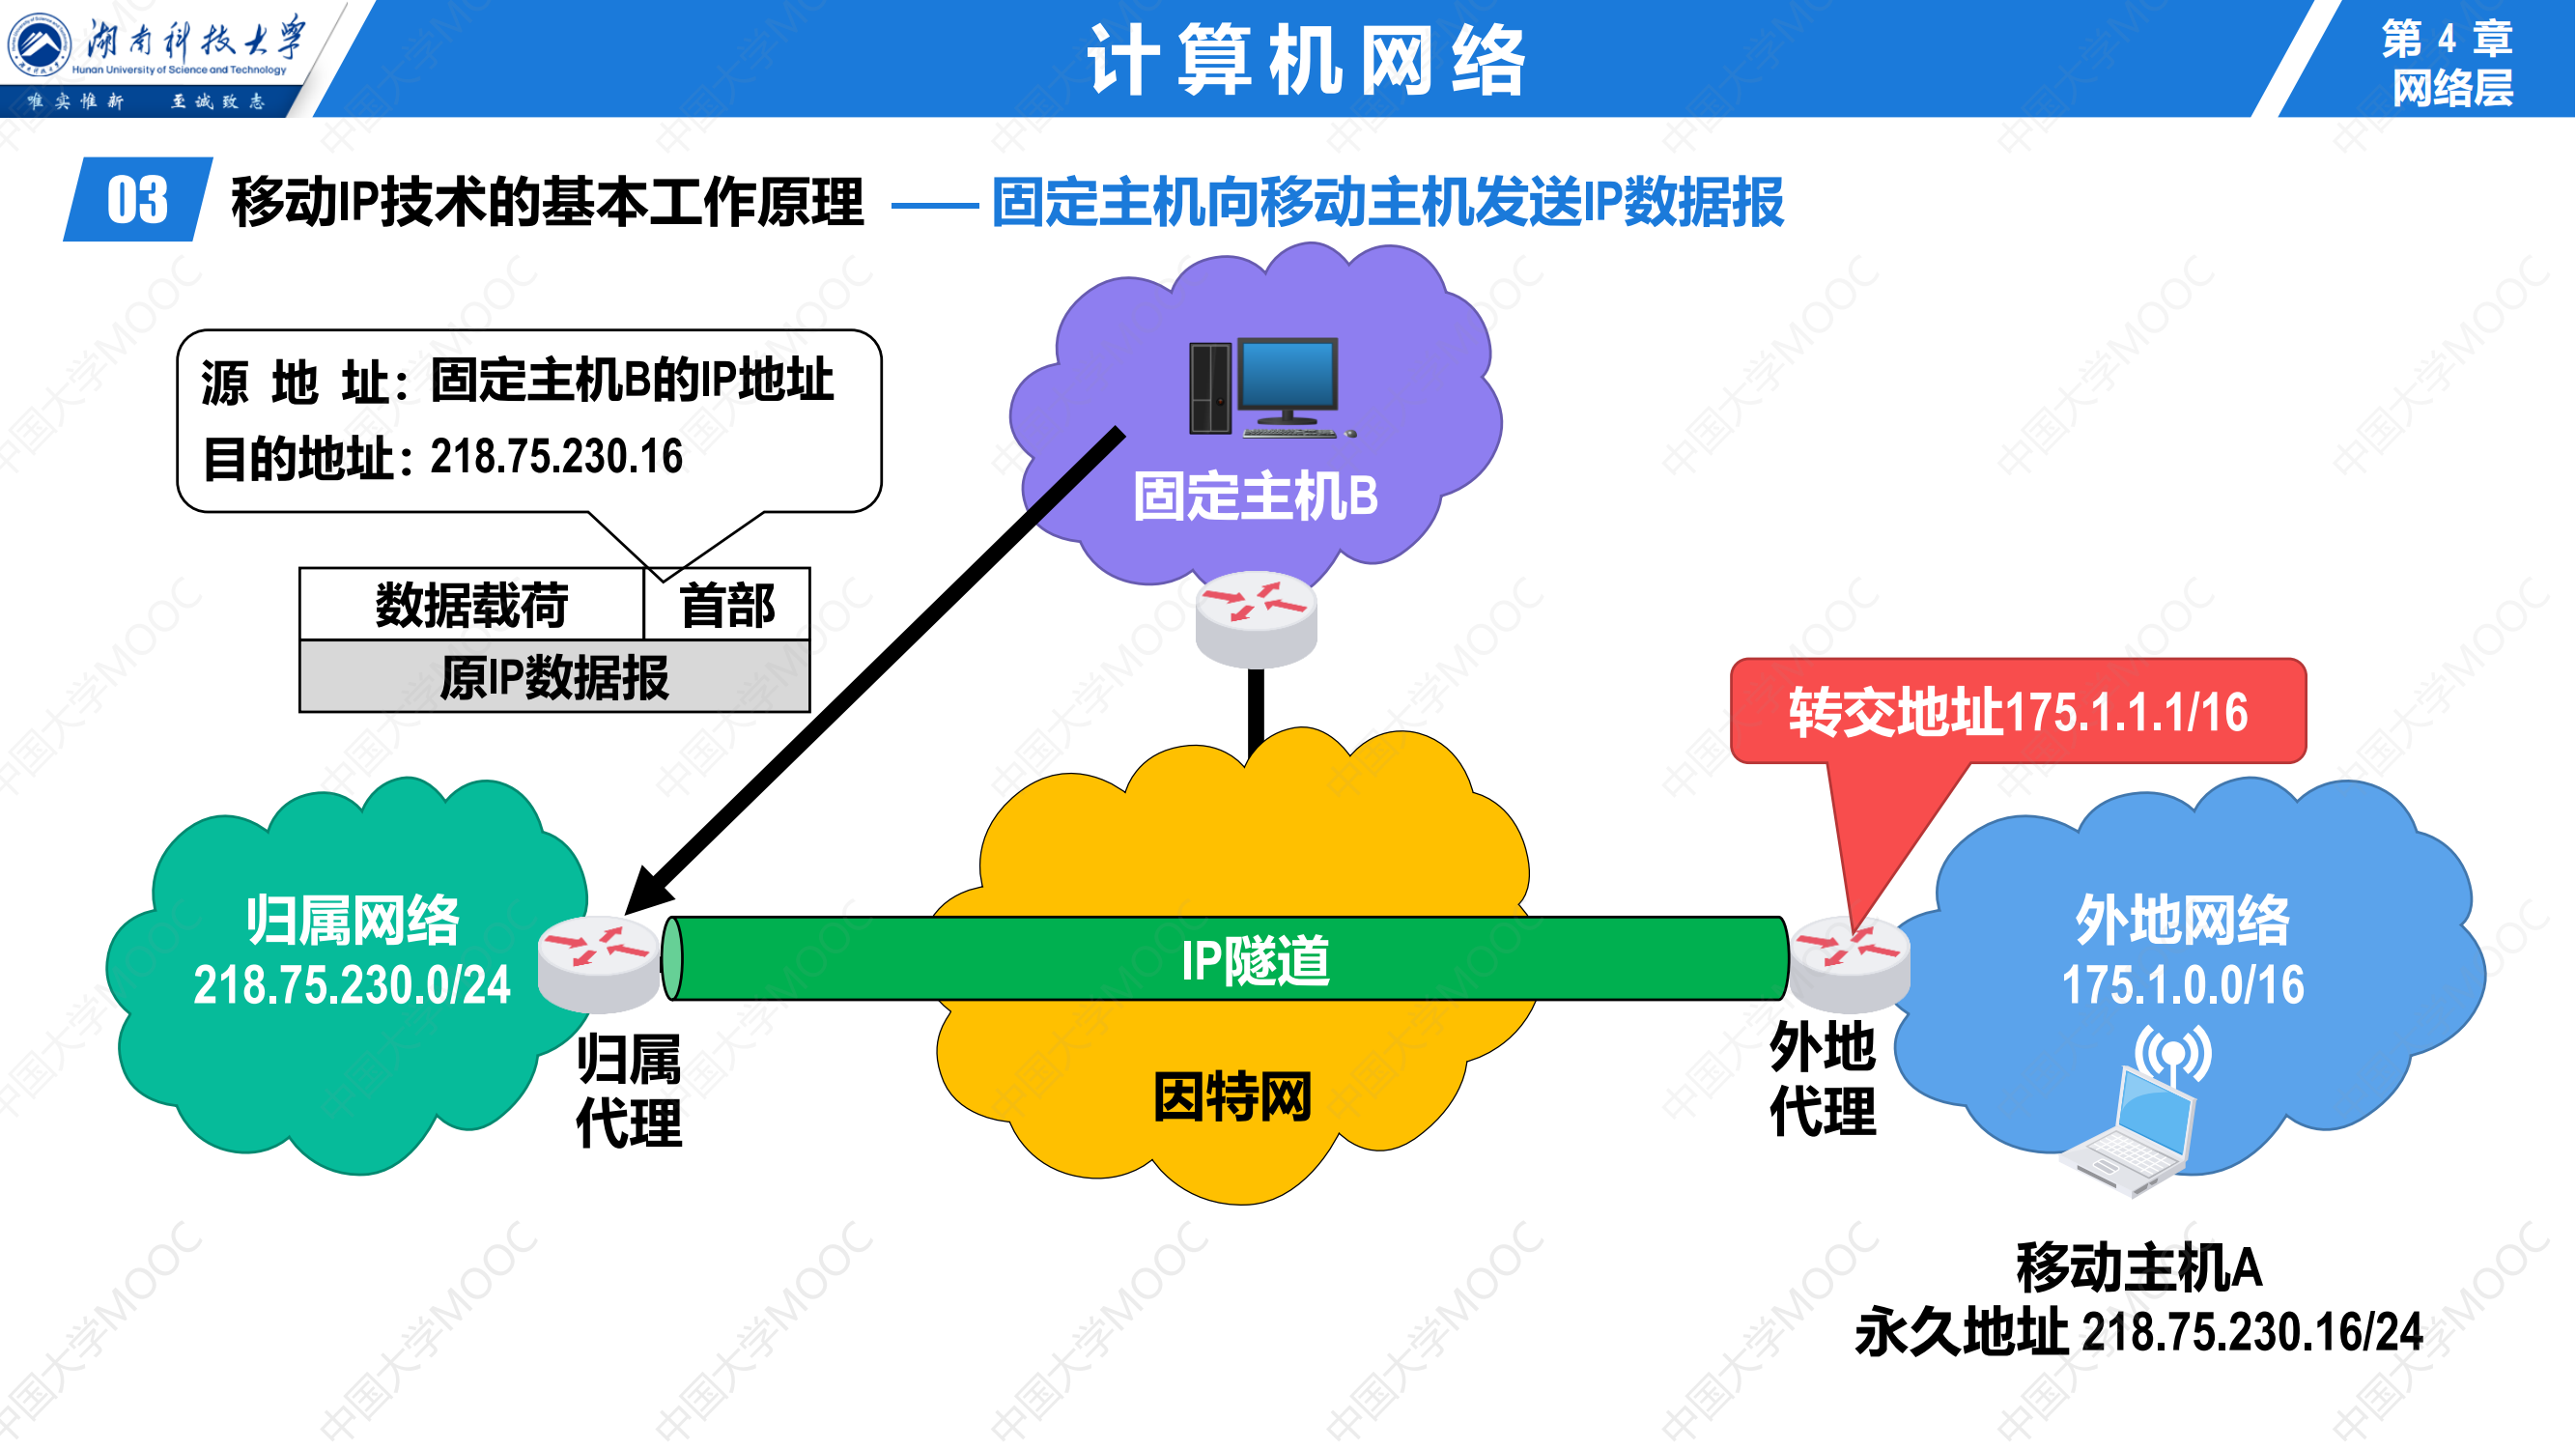 湖南科技大学
Hunan University of Science and Technology
唯实惟新 至诚致志
计算机网络
第 4 章
网络层
03 移动IP技术的基本工作原理 —— 固定主机向移动主机发送IP数据报
源 地 址：固定主机B的IP地址
目的地址：218.75.230.16
数据载荷 首部
原IP数据报
固定主机B
转交地址175.1.1.1/16
归属网络
218.75.230.0/24
归属
代理
IP隧道
因特网
外地
代理
外地网络
175.1.0.0/16
移动主机A
永久地址 218.75.230.16/24
中国大学MOOC